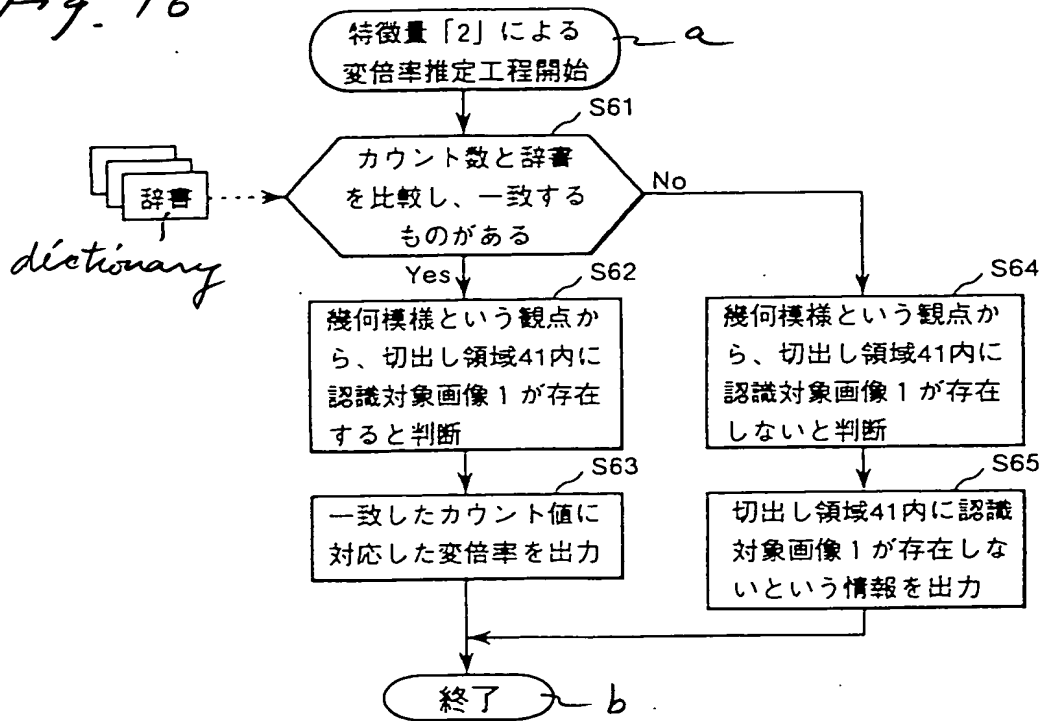 Fig. 16
特徴量「2」による
変倍率推定工程開始
a
S61
カウント数と辞書
を比較し、一致する
ものがある
No
辞書
dictionary
Yes
S62
幾何模様という観点か
ら、切出し領域41内に
認識対象画像1が存在
すると判断
S64
幾何模様という観点か
ら、切出し領域41内に
認識対象画像1が存在
しないと判断
S63
一致したカウント値に
対応した変倍率を出力
S65
切出し領域41内に認識
対象画像1が存在しな
いという情報を出力
終了
b